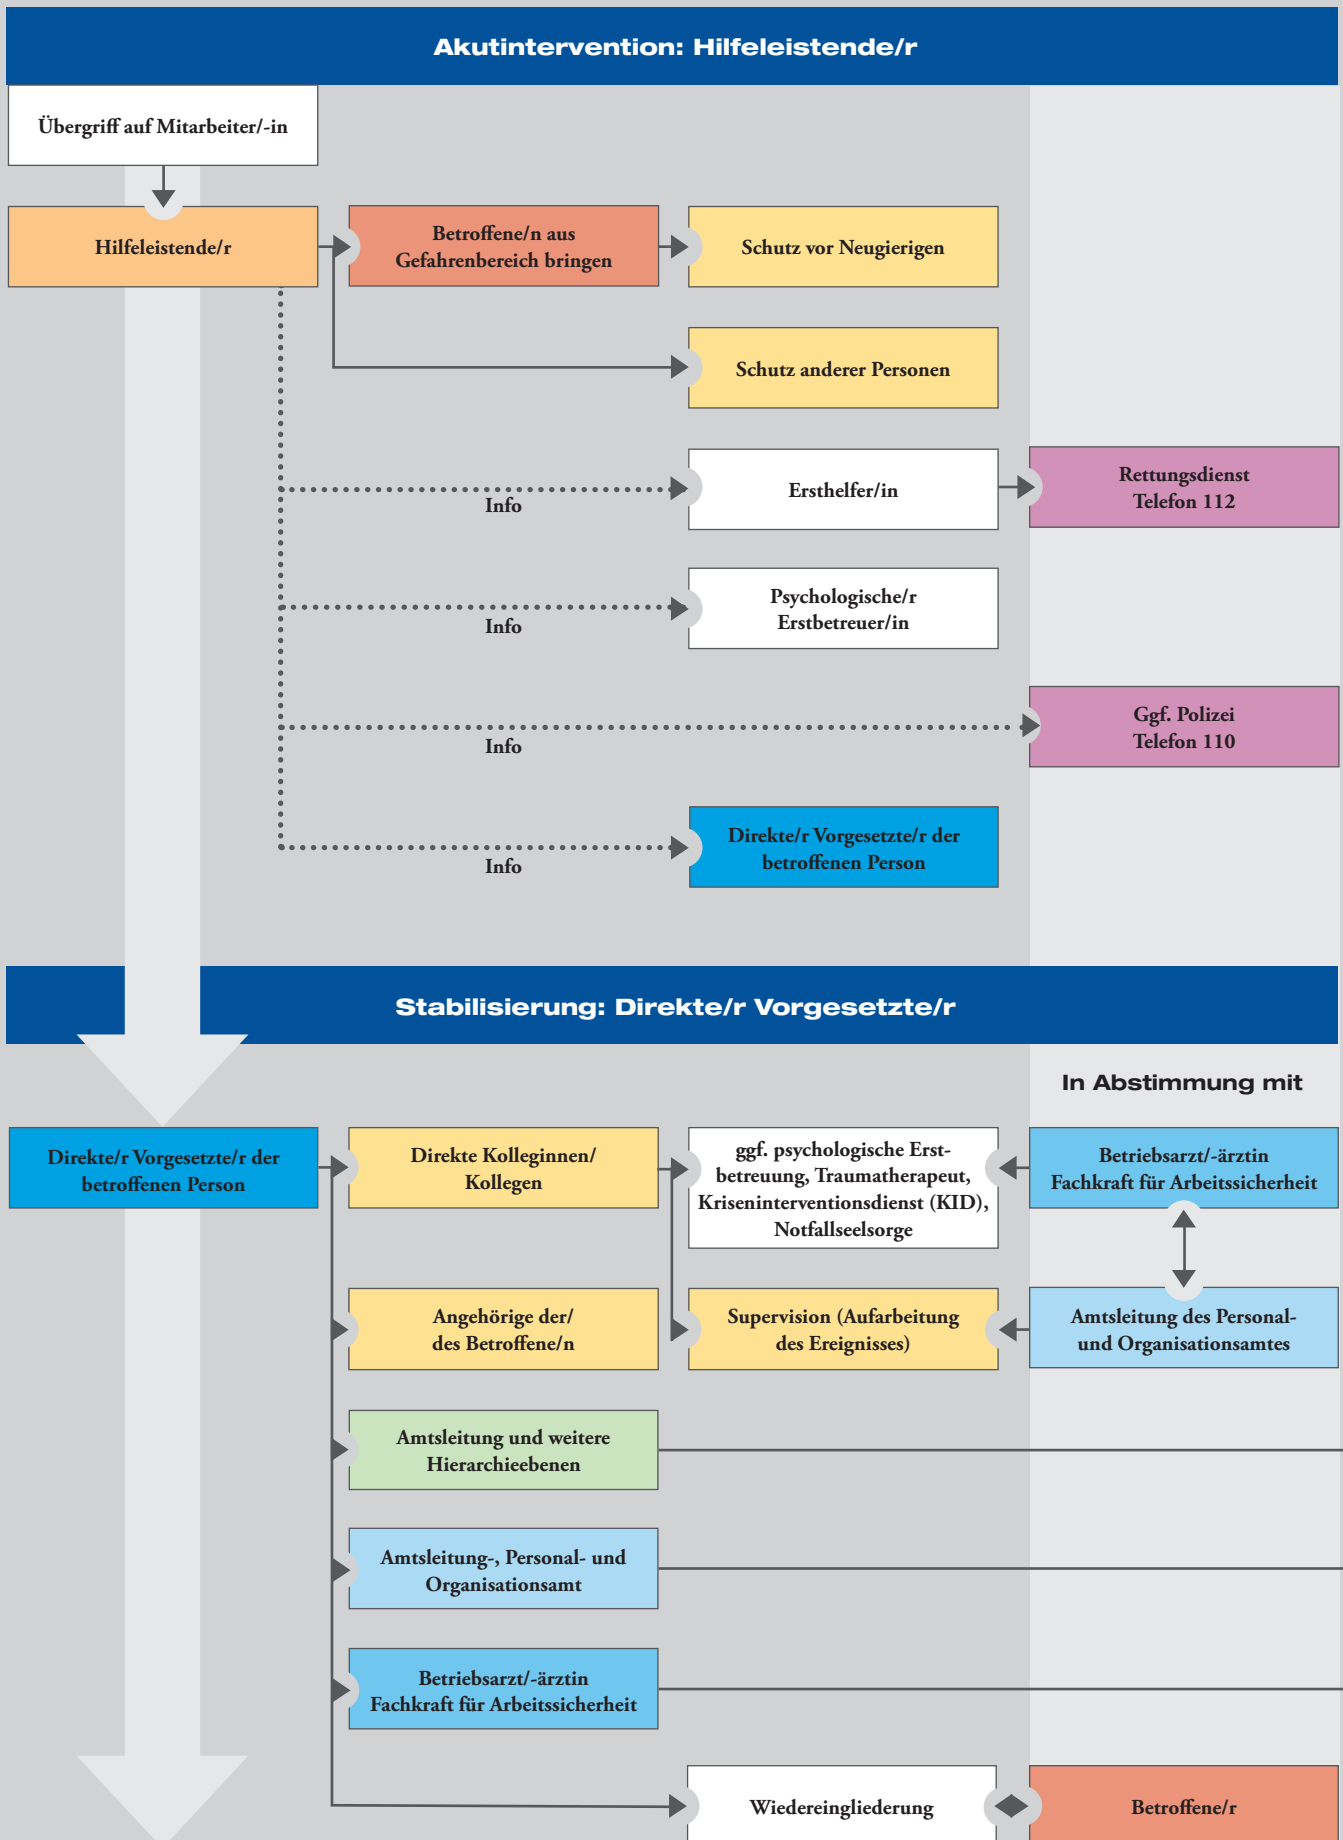 Akutintervention: Hilfeleistende/r
Übergriff auf Mitarbeiter/-in
Hilfeleistende/r
Betroffene/n aus
Gefahrenbereich bringen
Schutz vor Neugierigen
Schutz anderer Personen
Info
Ersthelfer/in
Rettungsdienst
Telefon 112
Info
Psychologische/r
Erstbetreuer/in
Info
Ggf. Polizei
Telefon 110
Info
Direkte/r Vorgesetzte/r der
betroffenen Person
Stabilisierung: Direkte/r Vorgesetzte/r
In Abstimmung mit
Direkte/r Vorgesetzte/r der
betroffenen Person
Direkte Kolleginnen/
Kollegen
ggf. psychologische Erst-
betreuung, Traumatherapeut,
Kriseninterventionsdienst (KID),
Notfallseelsorge
Betriebsarzt/-ärztin
Fachkraft für Arbeitssicherheit
Angehörige der/
des Betroffene/n
Supervision (Aufarbeitung
des Ereignisses)
Amtsleitung des Personal-
und Organisationsamtes
Amtsleitung und weitere
Hierarchieebenen
Amtsleitung-, Personal- und
Organisationsamt
Betriebsarzt/-ärztin
Fachkraft für Arbeitssicherheit
Wiedereingliederung
Betroffene/r